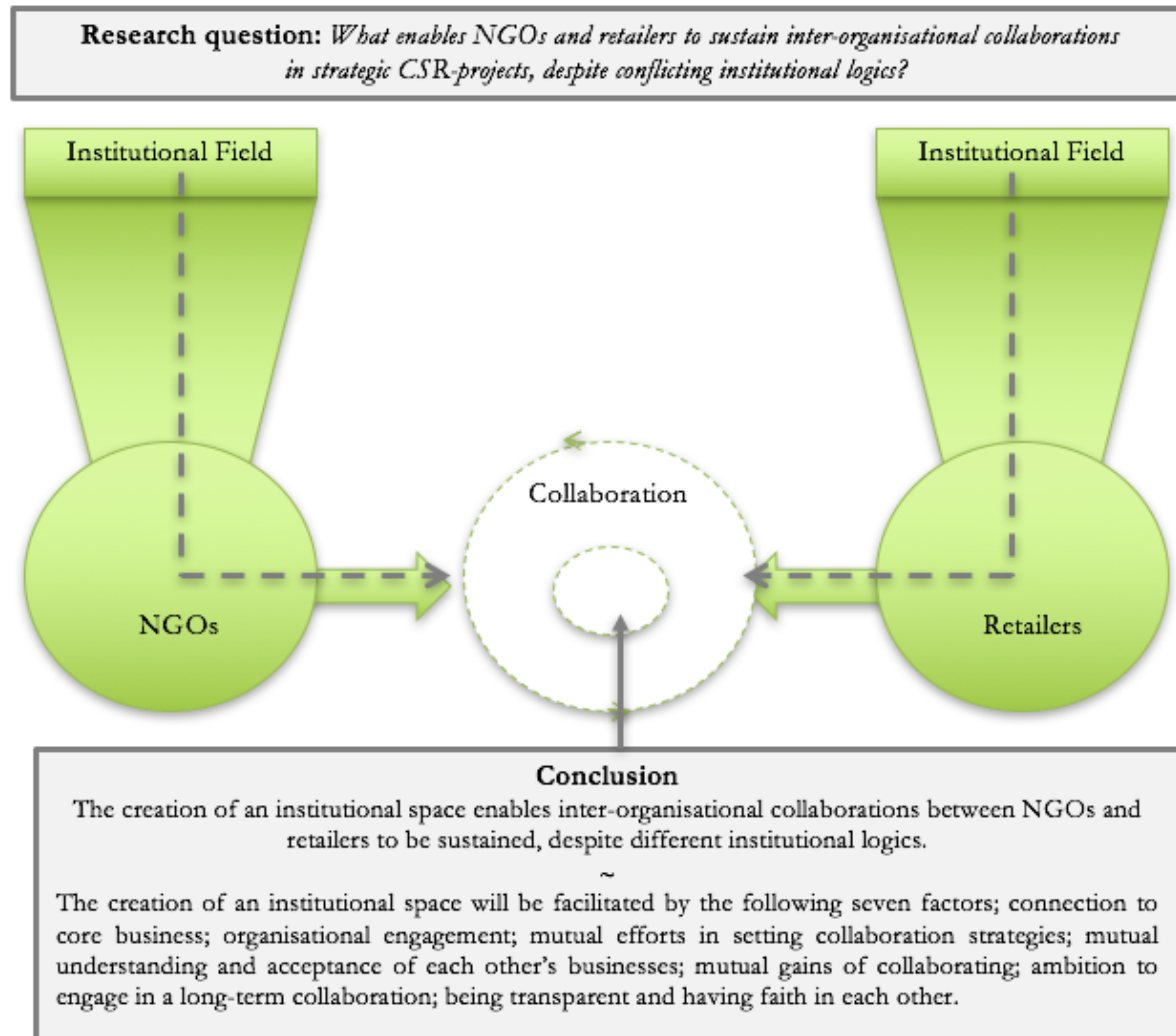 Research question: What enables NGOs and retailers to sustain inter-organisational collaborations
in strategic CSR-projects, despite conflicting institutional logics?
Institutional Field
Institutional Field
Collaboration
NGOs
Retailers
Conclusion
The creation of an institutional space enables inter-organisational collaborations between NGOs and
retailers to be sustained, despite different institutional logics.
~
The creation of an institutional space will be facilitated by the following seven factors; connection to
core business; organisational engagement; mutual efforts in setting collaboration strategies; mutual
understanding and acceptance of each other's businesses; mutual gains of collaborating; ambition to
engage in a long-term collaboration; being transparent and having faith in each other.